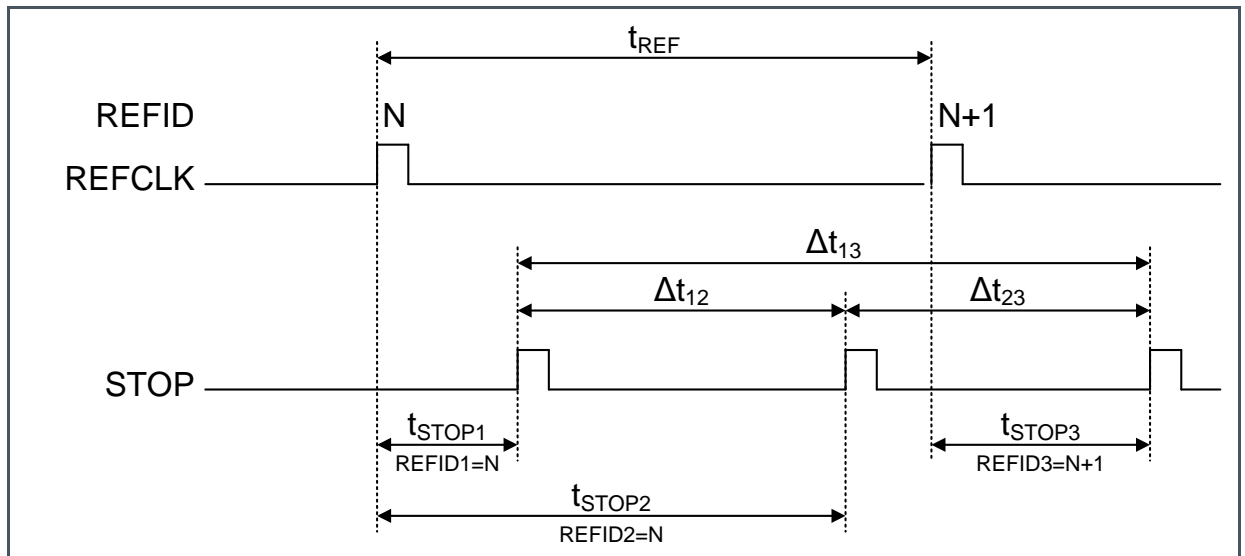 t_REF
REFID N N+1
REFCLK
Δt_13
Δt_12 Δt_23
STOP
t_STOP1 t_STOP3
REFID1=N REFID3=N+1
t_STOP2
REFID2=N